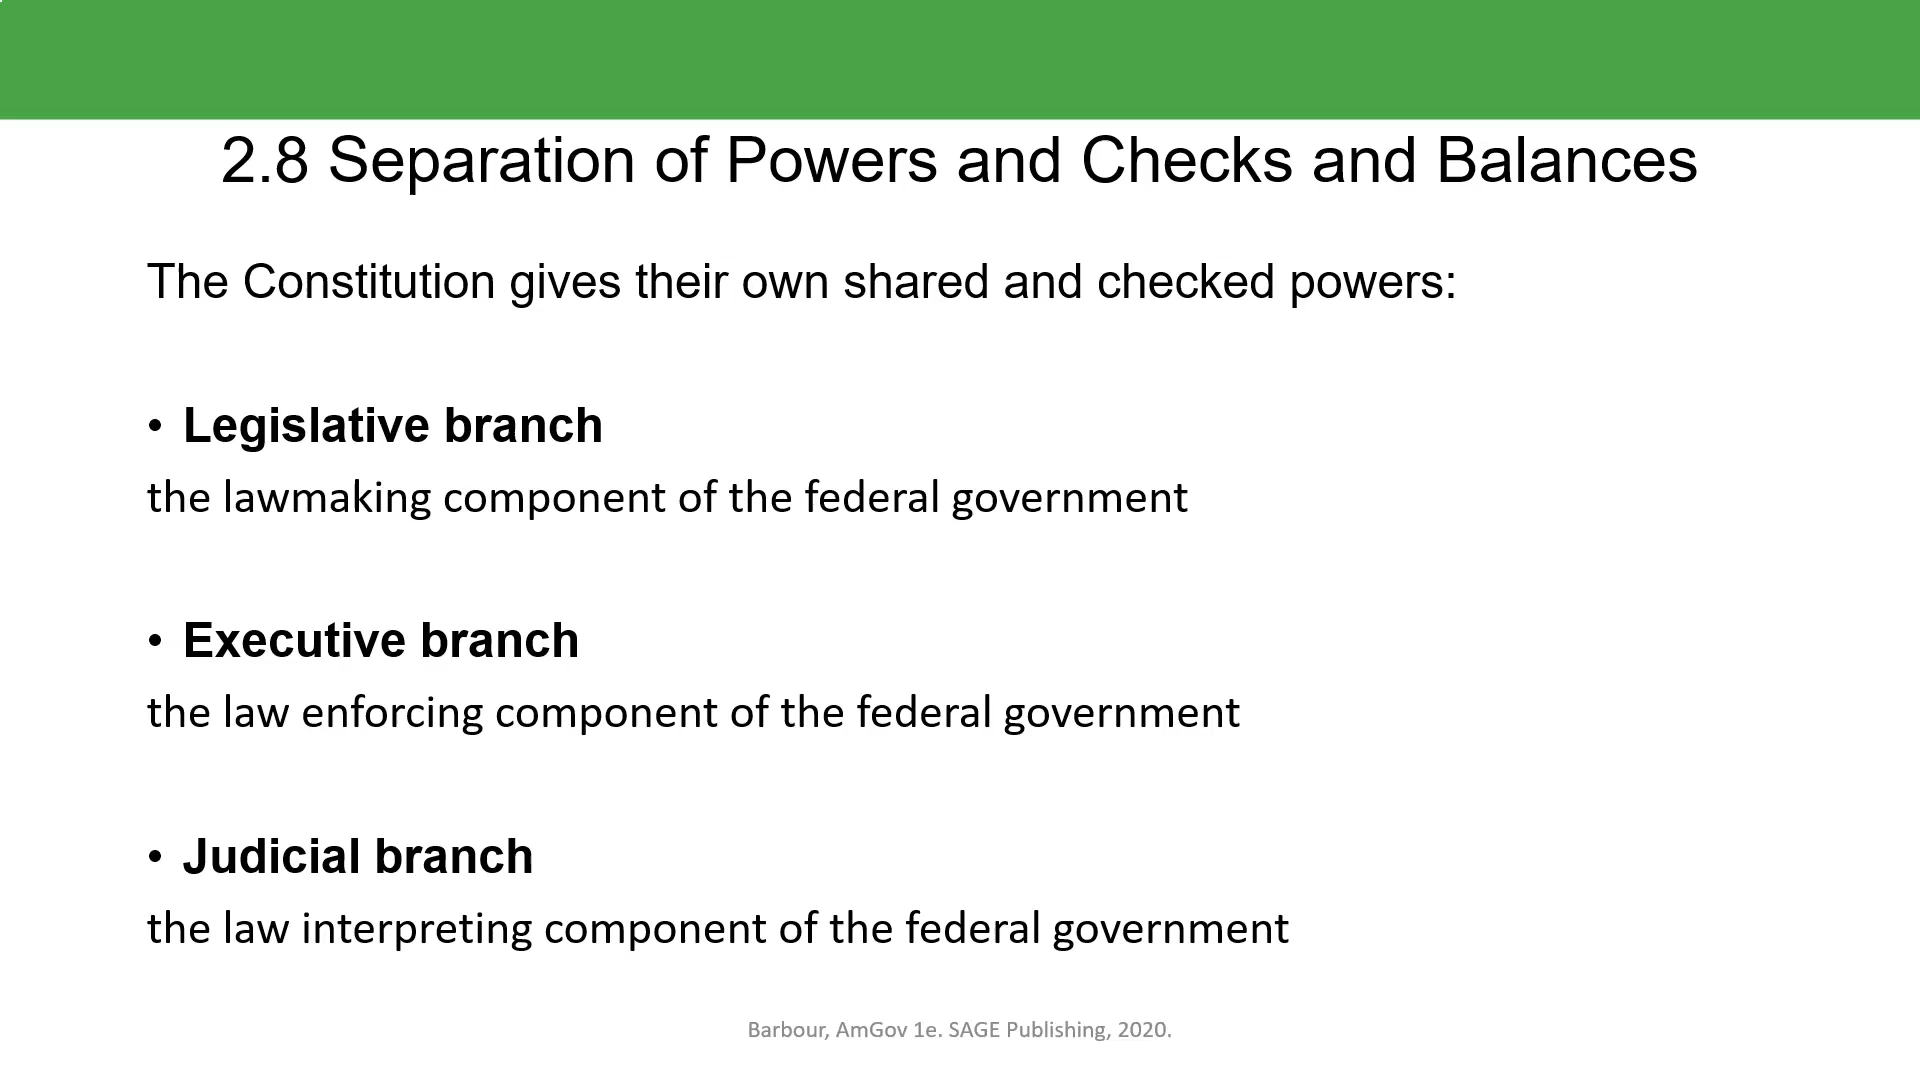 2.8 Separation of Powers and Checks and Balances
The Constitution gives their own shared and checked powers:
• Legislative branch
the lawmaking component of the federal government
• Executive branch
the law enforcing component of the federal government
• Judicial branch
the law interpreting component of the federal government
Barbour, AmGov 1e. SAGE Publishing, 2020.